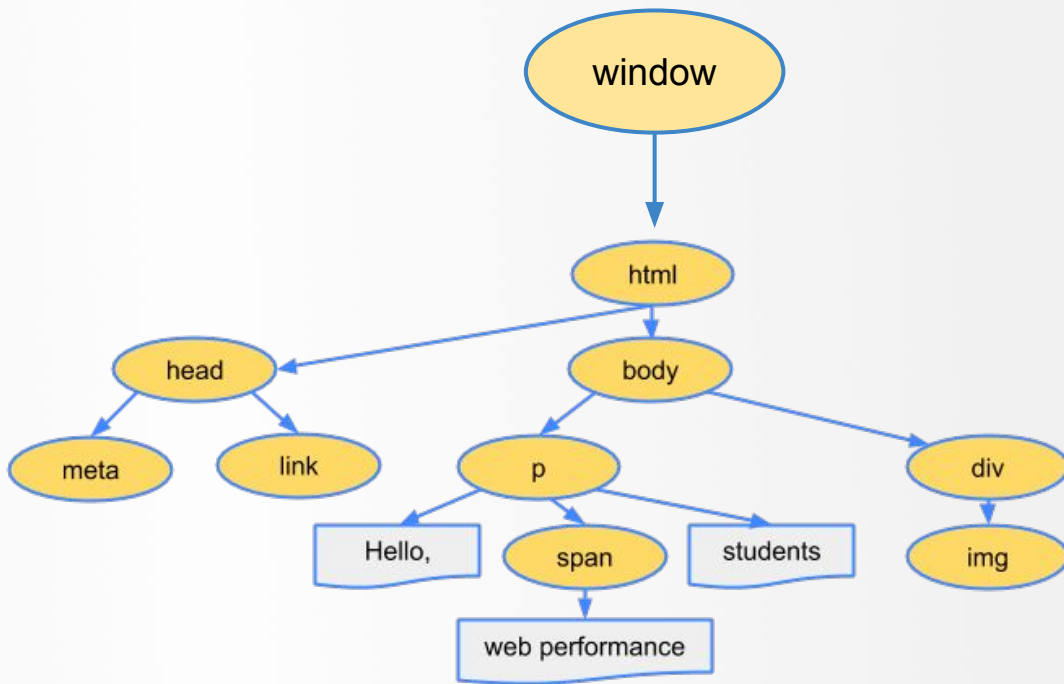 window
html
head
body
meta
link
p
div
Hello,
span
students
img
web performance